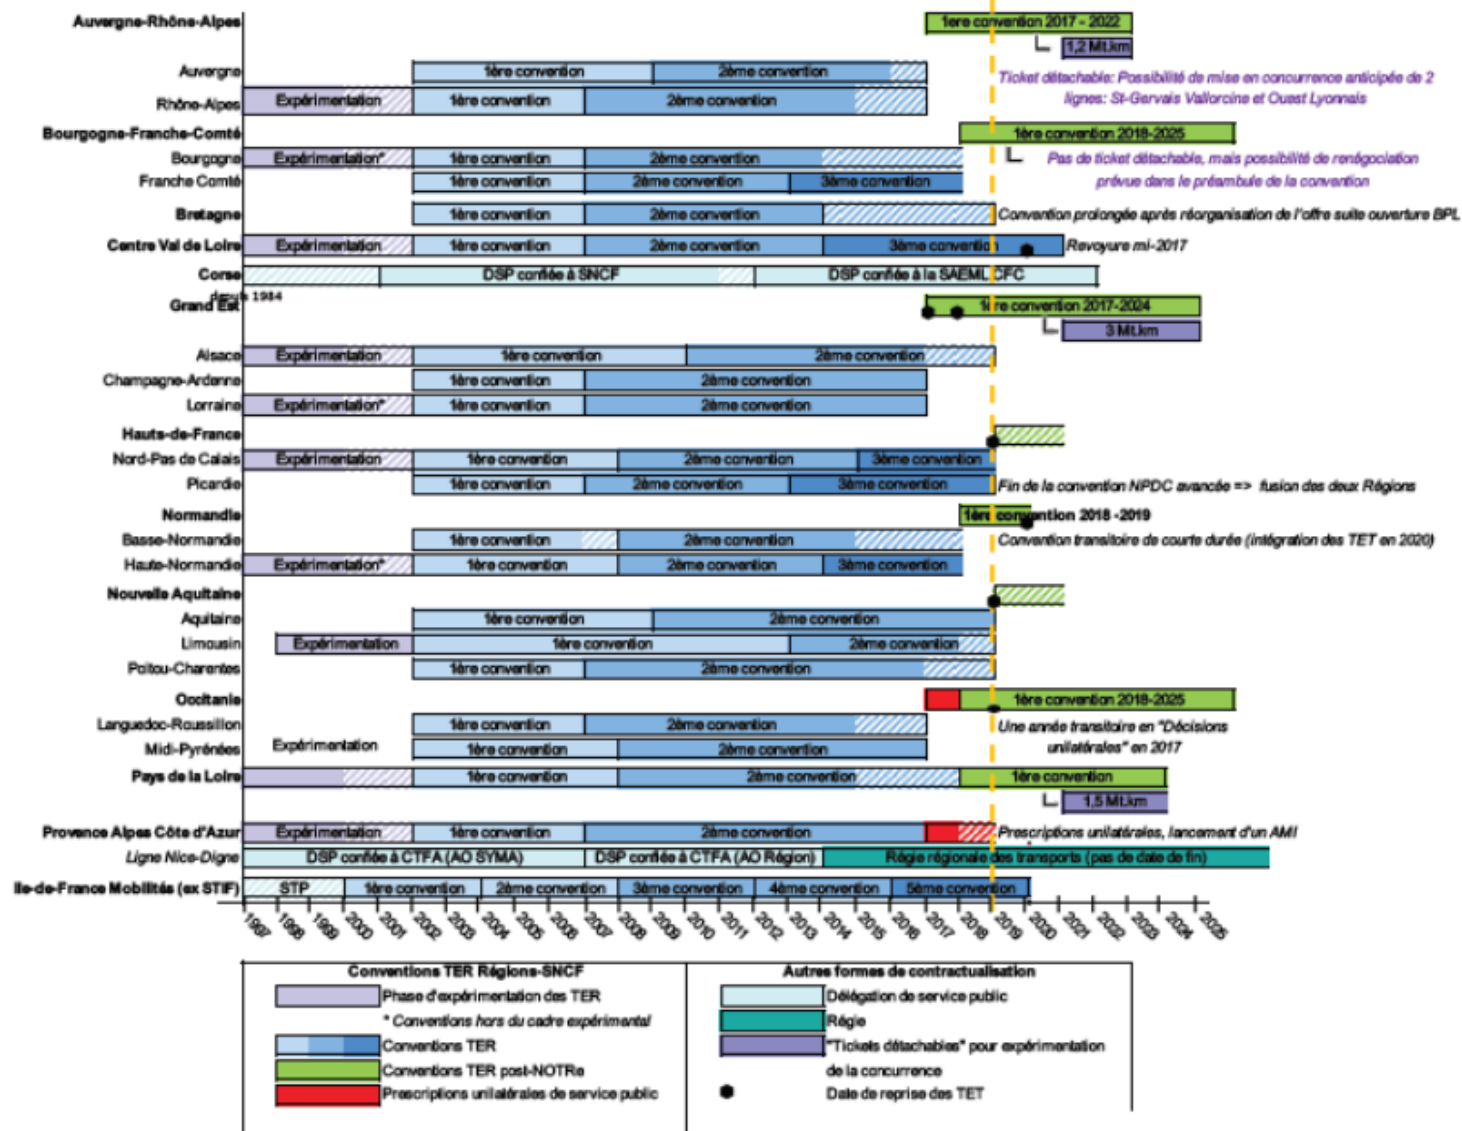 Auvergne-Rhône-Alpes
1ere convention 2017 - 2022
1,2 Mt.km
Auvergne
1ère convention
2ème convention
Ticket détachable: Possibilité de mise en concurrence anticipée de 2
lignes: St-Gervais Vallorcine et Ouest Lyonnais
Rhône-Alpes
Expérimentation
1ère convention
2ème convention
Bourgogne-Franche-Comté
1ère convention 2018-2025
Bourgogne
Expérimentation*
1ère convention
2ème convention
Pas de ticket détachable, mais possibilité de renégociation
prévue dans le préambule de la convention
Franche Comté
1ère convention
2ème convention
3ème convention
Bretagne
1ère convention
2ème convention
Convention prolongée après réorganisation de l'offre suite ouverture BPL
Centre Val de Loire
Expérimentation
1ère convention
2ème convention
3ème convention
Revoyure mi-2017
Corse
DSP confiée à SNCF
DSP confiée à la SAEML CFC
depuis 1984
Grand Est
1ère convention 2017-2024
3 Mt.km
Alsace
Expérimentation
1ère convention
2ème convention
Champagne-Ardenne
1ère convention
2ème convention
Lorraine
Expérimentation*
1ère convention
2ème convention
Hauts-de-France
Nord-Pas de Calais
Expérimentation
1ère convention
2ème convention
3ème convention
Picardie
1ère convention
2ème convention
3ème convention
Fin de la convention NPDC avancée => fusion des deux Régions
Normandie
1ère convention 2018 -2019
Basse-Normandie
1ère convention
2ème convention
Convention transitoire de courte durée (intégration des TET en 2020)
Haute-Normandie
Expérimentation*
1ère convention
2ème convention
3ème convention
Nouvelle Aquitaine
Aquitaine
1ère convention
2ème convention
Limousin
Expérimentation
1ère convention
2ème convention
Poitou-Charentes
1ère convention
2ème convention
Occitanie
1ère convention 2018-2025
Languedoc-Roussillon
1ère convention
2ème convention
Une année transitoire en "Décisions
unilatérales" en 2017
Midi-Pyrénées
Expérimentation
1ère convention
2ème convention
Pays de la Loire
1ère convention
2ème convention
1ère convention
1,5 Mt.km
Provence Alpes Côte d'Azur
Expérimentation
1ère convention
2ème convention
Prescriptions unilatérales, lancement d'un AMI
Ligne Nice-Digne
DSP confiée à CTFA (AO SYMA)
DSP confiée à CTFA (AO Région)
Régie régionale des transports (pas de date de fin)
Ile-de-France Mobilités (ex STIF)
STP
1ère convention
2ème convention
3ème convention
4ème convention
5ème convention
1997
1998
1999
2000
2001
2002
2003
2004
2005
2006
2007
2008
2009
2010
2011
2012
2013
2014
2015
2016
2017
2018
2019
2020
2021
2022
2023
2024
2025
Conventions TER Régions-SNCF
Phase d'expérimentation des TER
* Conventions hors du cadre expérimental
Conventions TER
Conventions TER post-NOTRe
Prescriptions unilatérales de service public
Autres formes de contractualisation
Délégation de service public
Régie
"Tickets détachables" pour expérimentation
de la concurrence
Date de reprise des TET